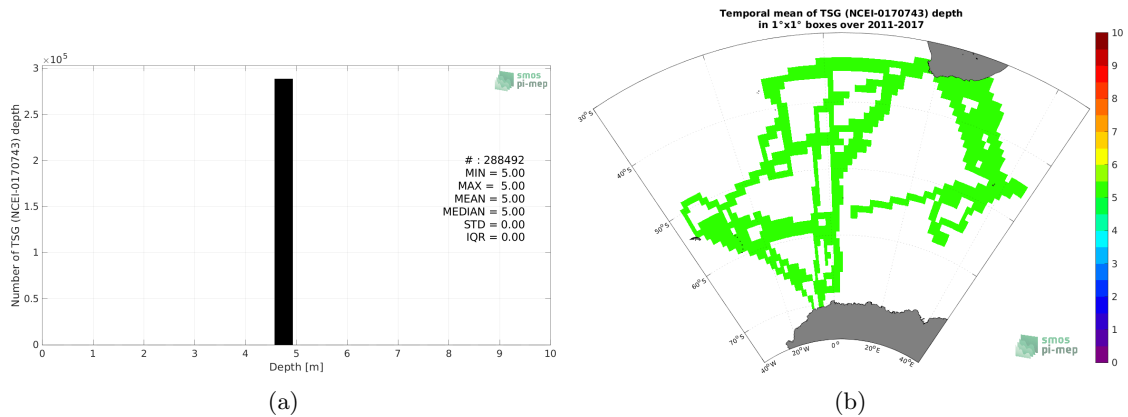 ×10⁵
3
2.5
2
1.5
1
0.5
0
Number of TSG (NCEI-0170743) depth
smos
pi-mep
# : 288492
MIN = 5.00
MAX = 5.00
MEAN = 5.00
MEDIAN = 5.00
STD = 0.00
IQR = 0.00
0 1 2 3 4 5 6 7 8 9 10
Depth [m]
(a)
Temporal mean of TSG (NCEI-0170743) depth
in 1°x1° boxes over 2011-2017
30°S
40°S
50°S
60°S
70°S
40°W
20°W
0°
20°E
40°E
smos
pi-mep
10
9
8
7
6
5
4
3
2
1
0
(b)